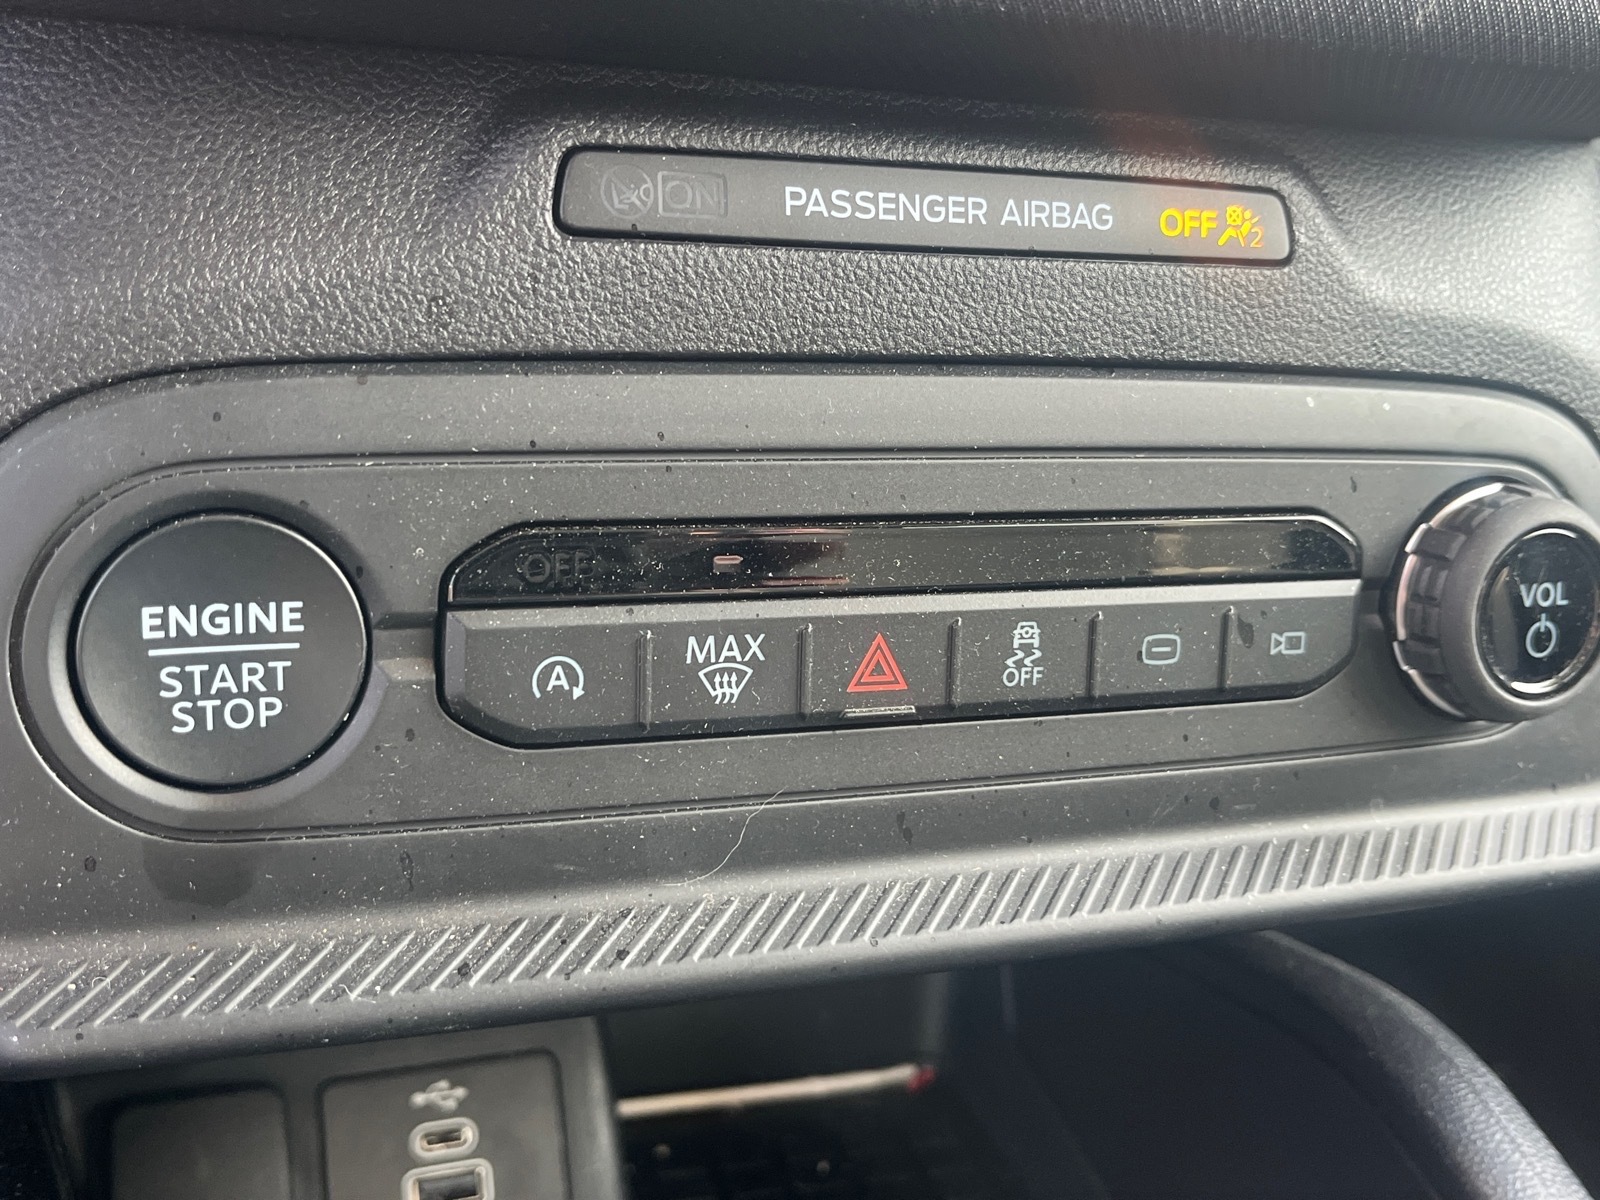 ON PASSENGER AIRBAG OFF 2
ENGINE
START
STOP
OFF
A
MAX
OFF
VOL